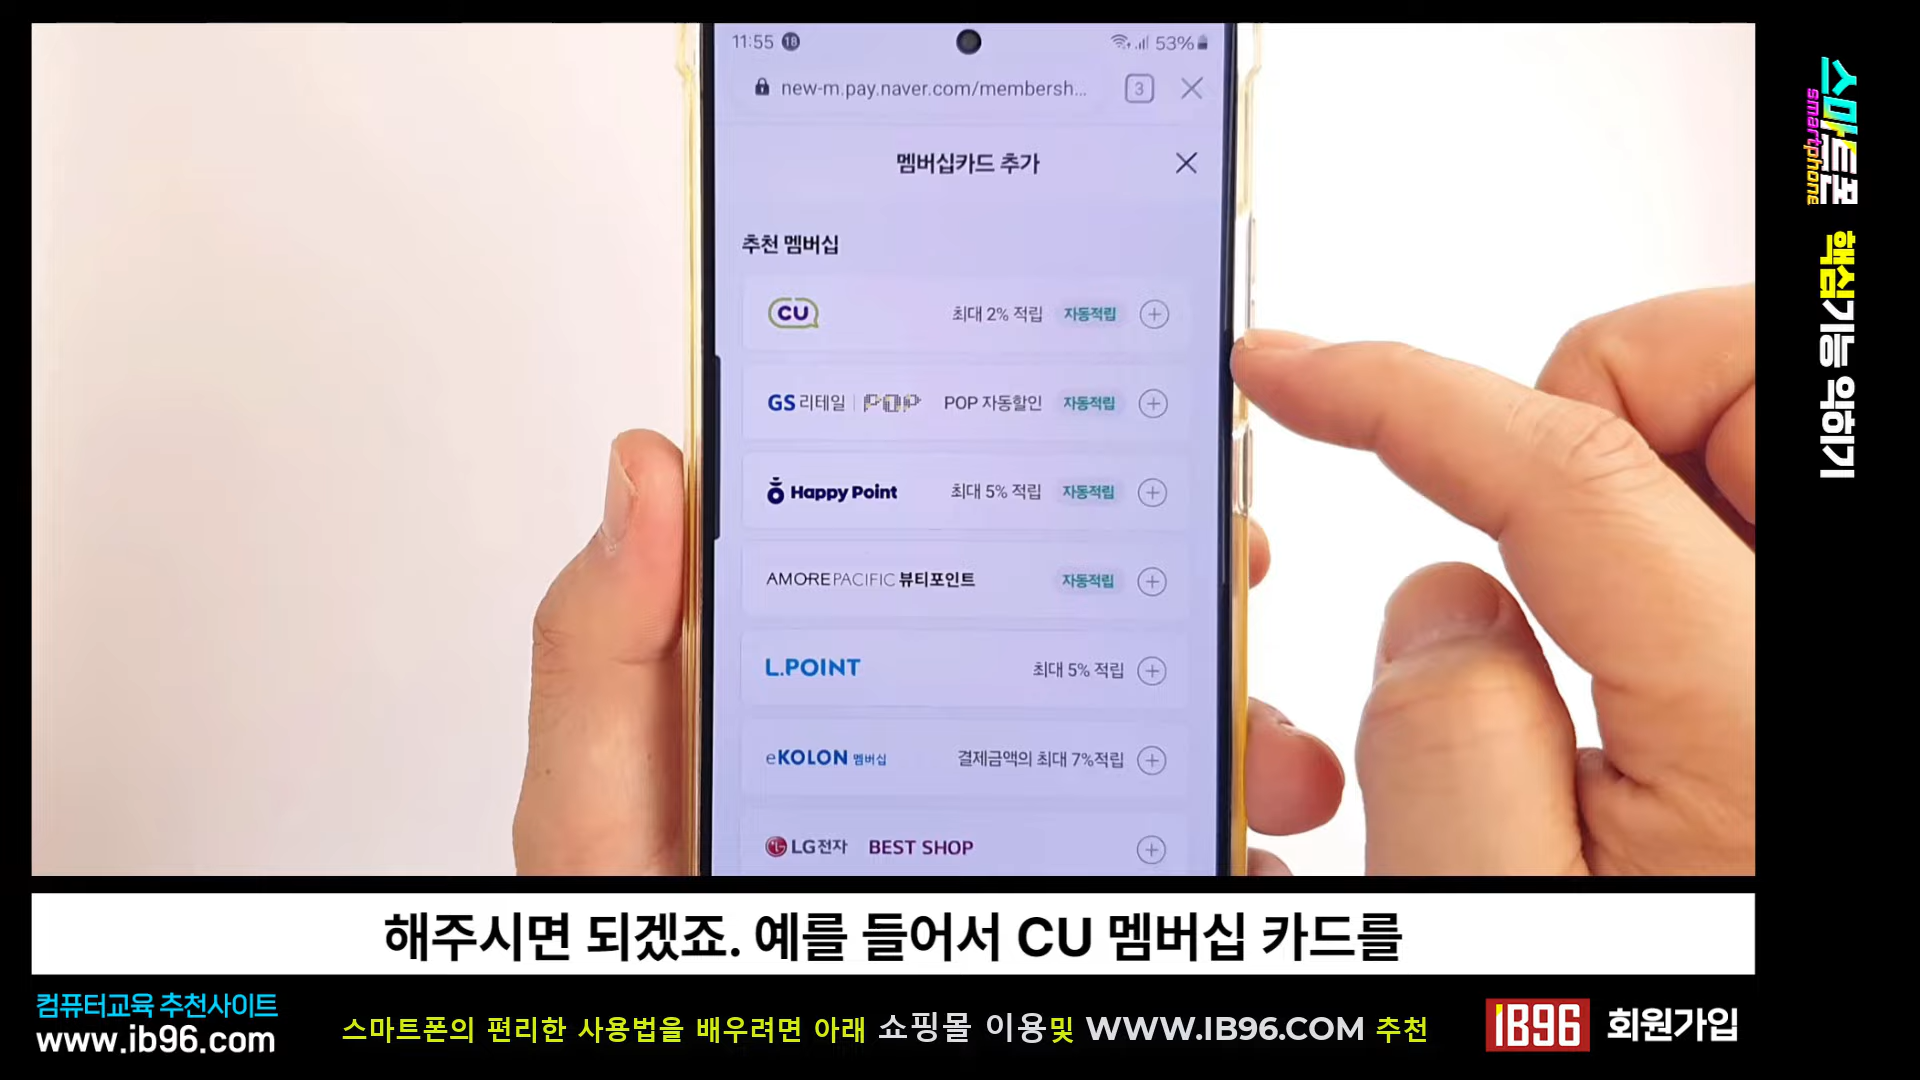 11:55 18 53%
new-m.pay.naver.com/membersh... 3
멤버십카드 추가
추천 멤버십
CU 최대 2% 적립 자동적립
GS리테일 POP POP 자동할인 자동적립
Happy Point 최대 5% 적립 자동적립
AMOREPACIFIC 뷰티포인트 자동적립
L.POINT 최대 5% 적립
eKOLON 멤버십 결제금액의 최대 7%적립
LG전자 BEST SHOP
스마트폰 핵심기능 익히기
smartphone
해주시면 되겠죠. 예를 들어서 CU 멤버십 카드를
컴퓨터교육 추천사이트
www.ib96.com
스마트폰의 편리한 사용법을 배우려면 아래 쇼핑몰 이용및 WWW.IB96.COM 추천
IB96 회원가입